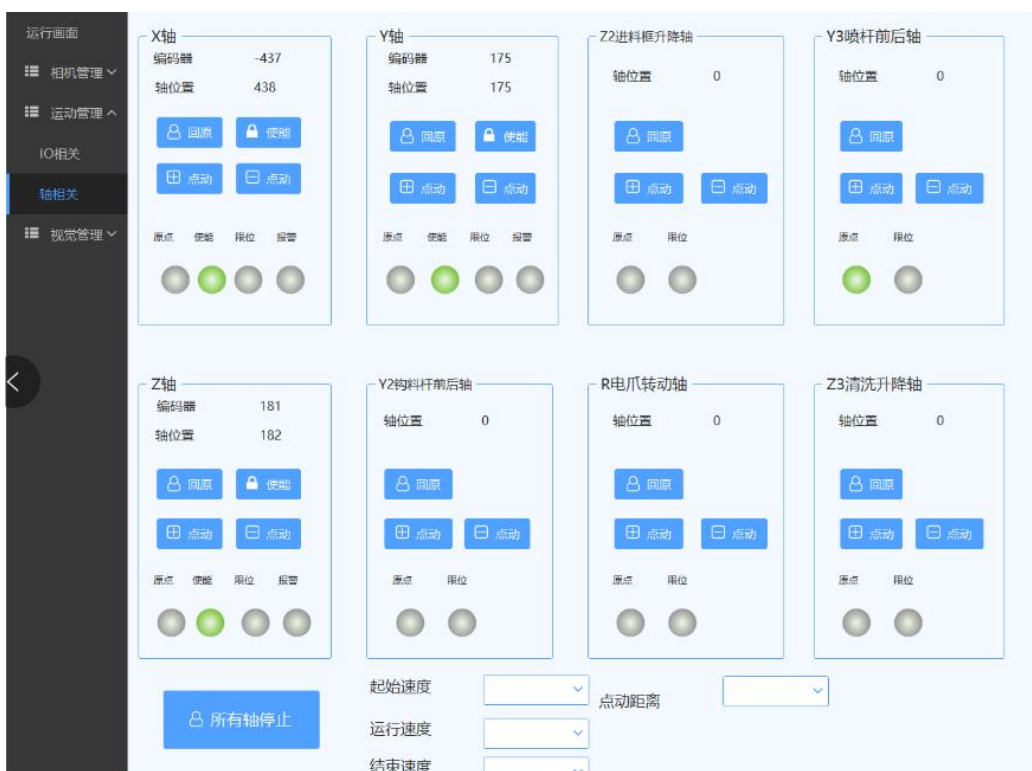 运行画面
相机管理
运动管理
IO相关
轴相关
视觉管理
X轴
编码器 -437
轴位置 438
回原 使能
点动 点动
原点 使能 限位 报警
Y轴
编码器 175
轴位置 175
回原 使能
点动 点动
原点 使能 限位 报警
Z2进料框升降轴
轴位置 0
回原
点动 点动
原点 限位
Y3喷杆前后轴
轴位置 0
回原
点动 点动
原点 限位
Z轴
编码器 181
轴位置 182
回原 使能
点动 点动
原点 使能 限位 报警
Y2钩料杆前后轴
轴位置 0
回原
点动 点动
原点 限位
R电爪转动轴
轴位置 0
回原
点动 点动
原点 限位
Z3清洗升降轴
轴位置 0
回原
点动 点动
原点 限位
所有轴停止
起始速度
点动距离
运行速度
结束速度